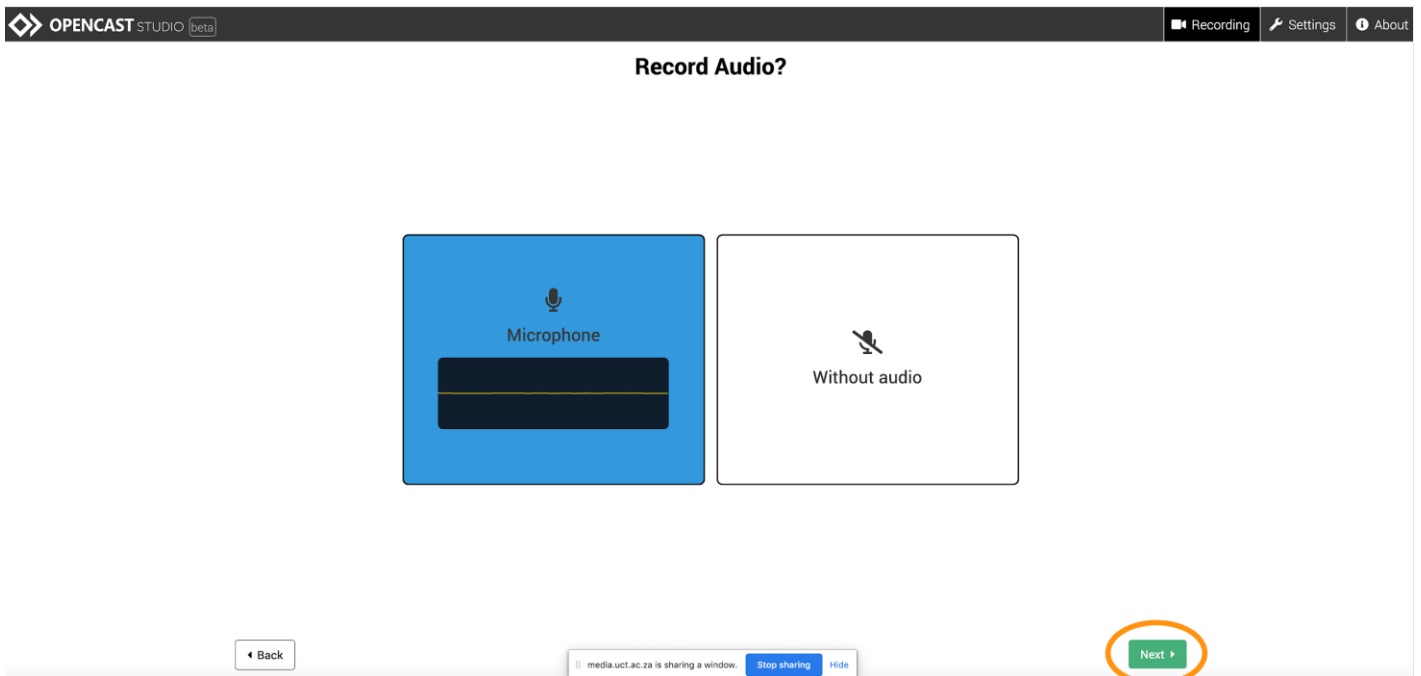 OPENCAST STUDIO beta
Recording
Settings
About
Record Audio?
Microphone
Without audio
Back
media.uct.ac.za is sharing a window. Stop sharing Hide
Next